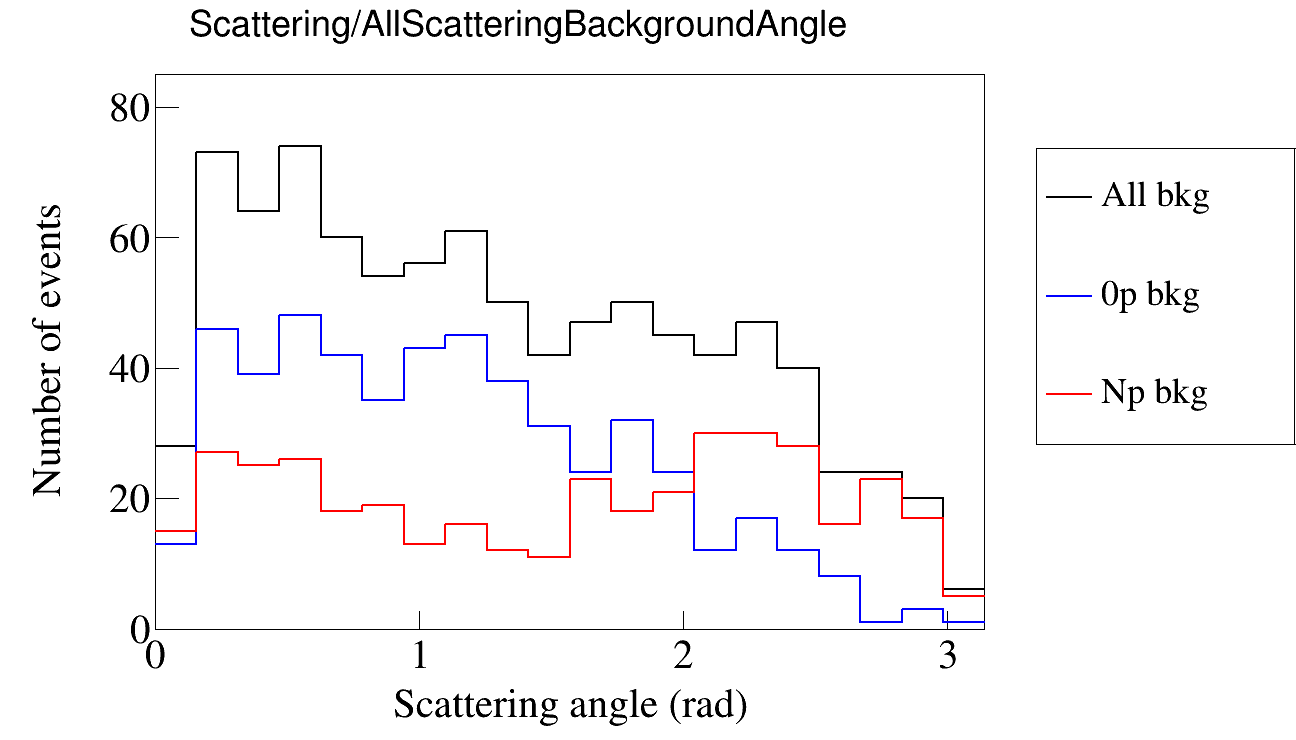 Scattering/AllScatteringBackgroundAngle
Number of events
80
60
40
20
0
0 1 2 3
Scattering angle (rad)
All bkg
0p bkg
Np bkg